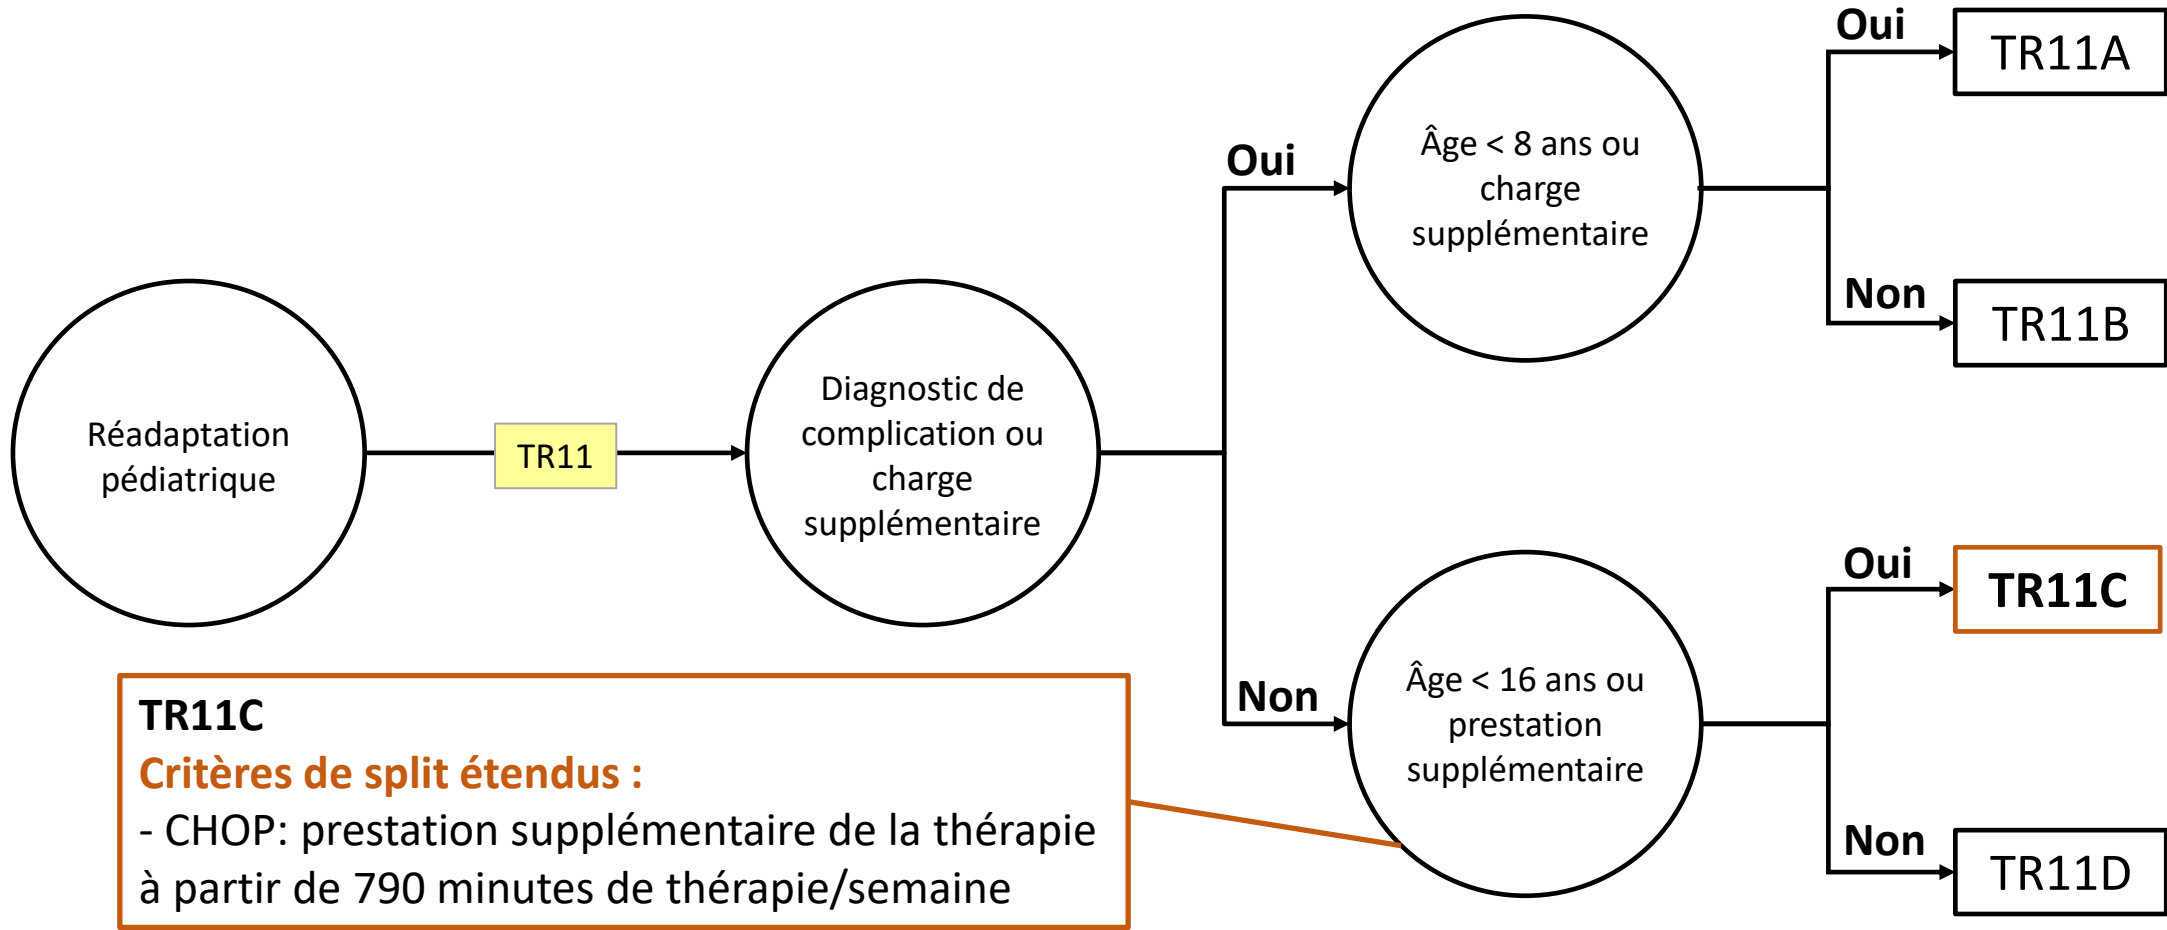 Réadaptation
pédiatrique
TR11
Diagnostic de
complication ou
charge
supplémentaire
Oui
Âge < 8 ans ou
charge
supplémentaire
Oui
TR11A
Non
TR11B
Non
Âge < 16 ans ou
prestation
supplémentaire
Oui
TR11C
Non
TR11D
TR11C
Critères de split étendus :
- CHOP: prestation supplémentaire de la thérapie
à partir de 790 minutes de thérapie/semaine